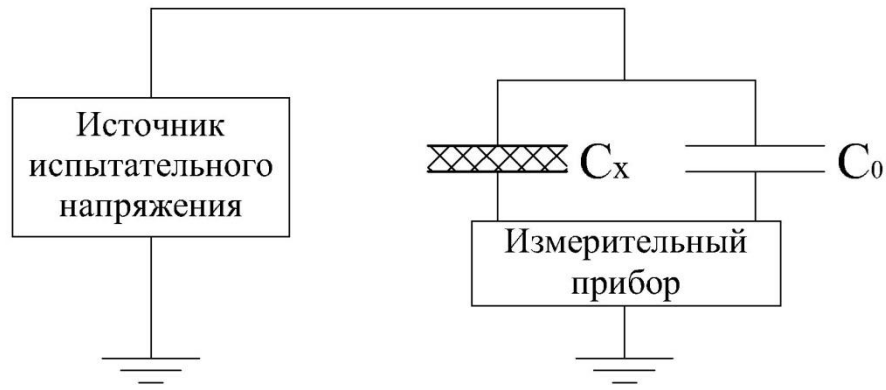 Источник
испытательного
напряжения
Cx
C0
Измерительный
прибор